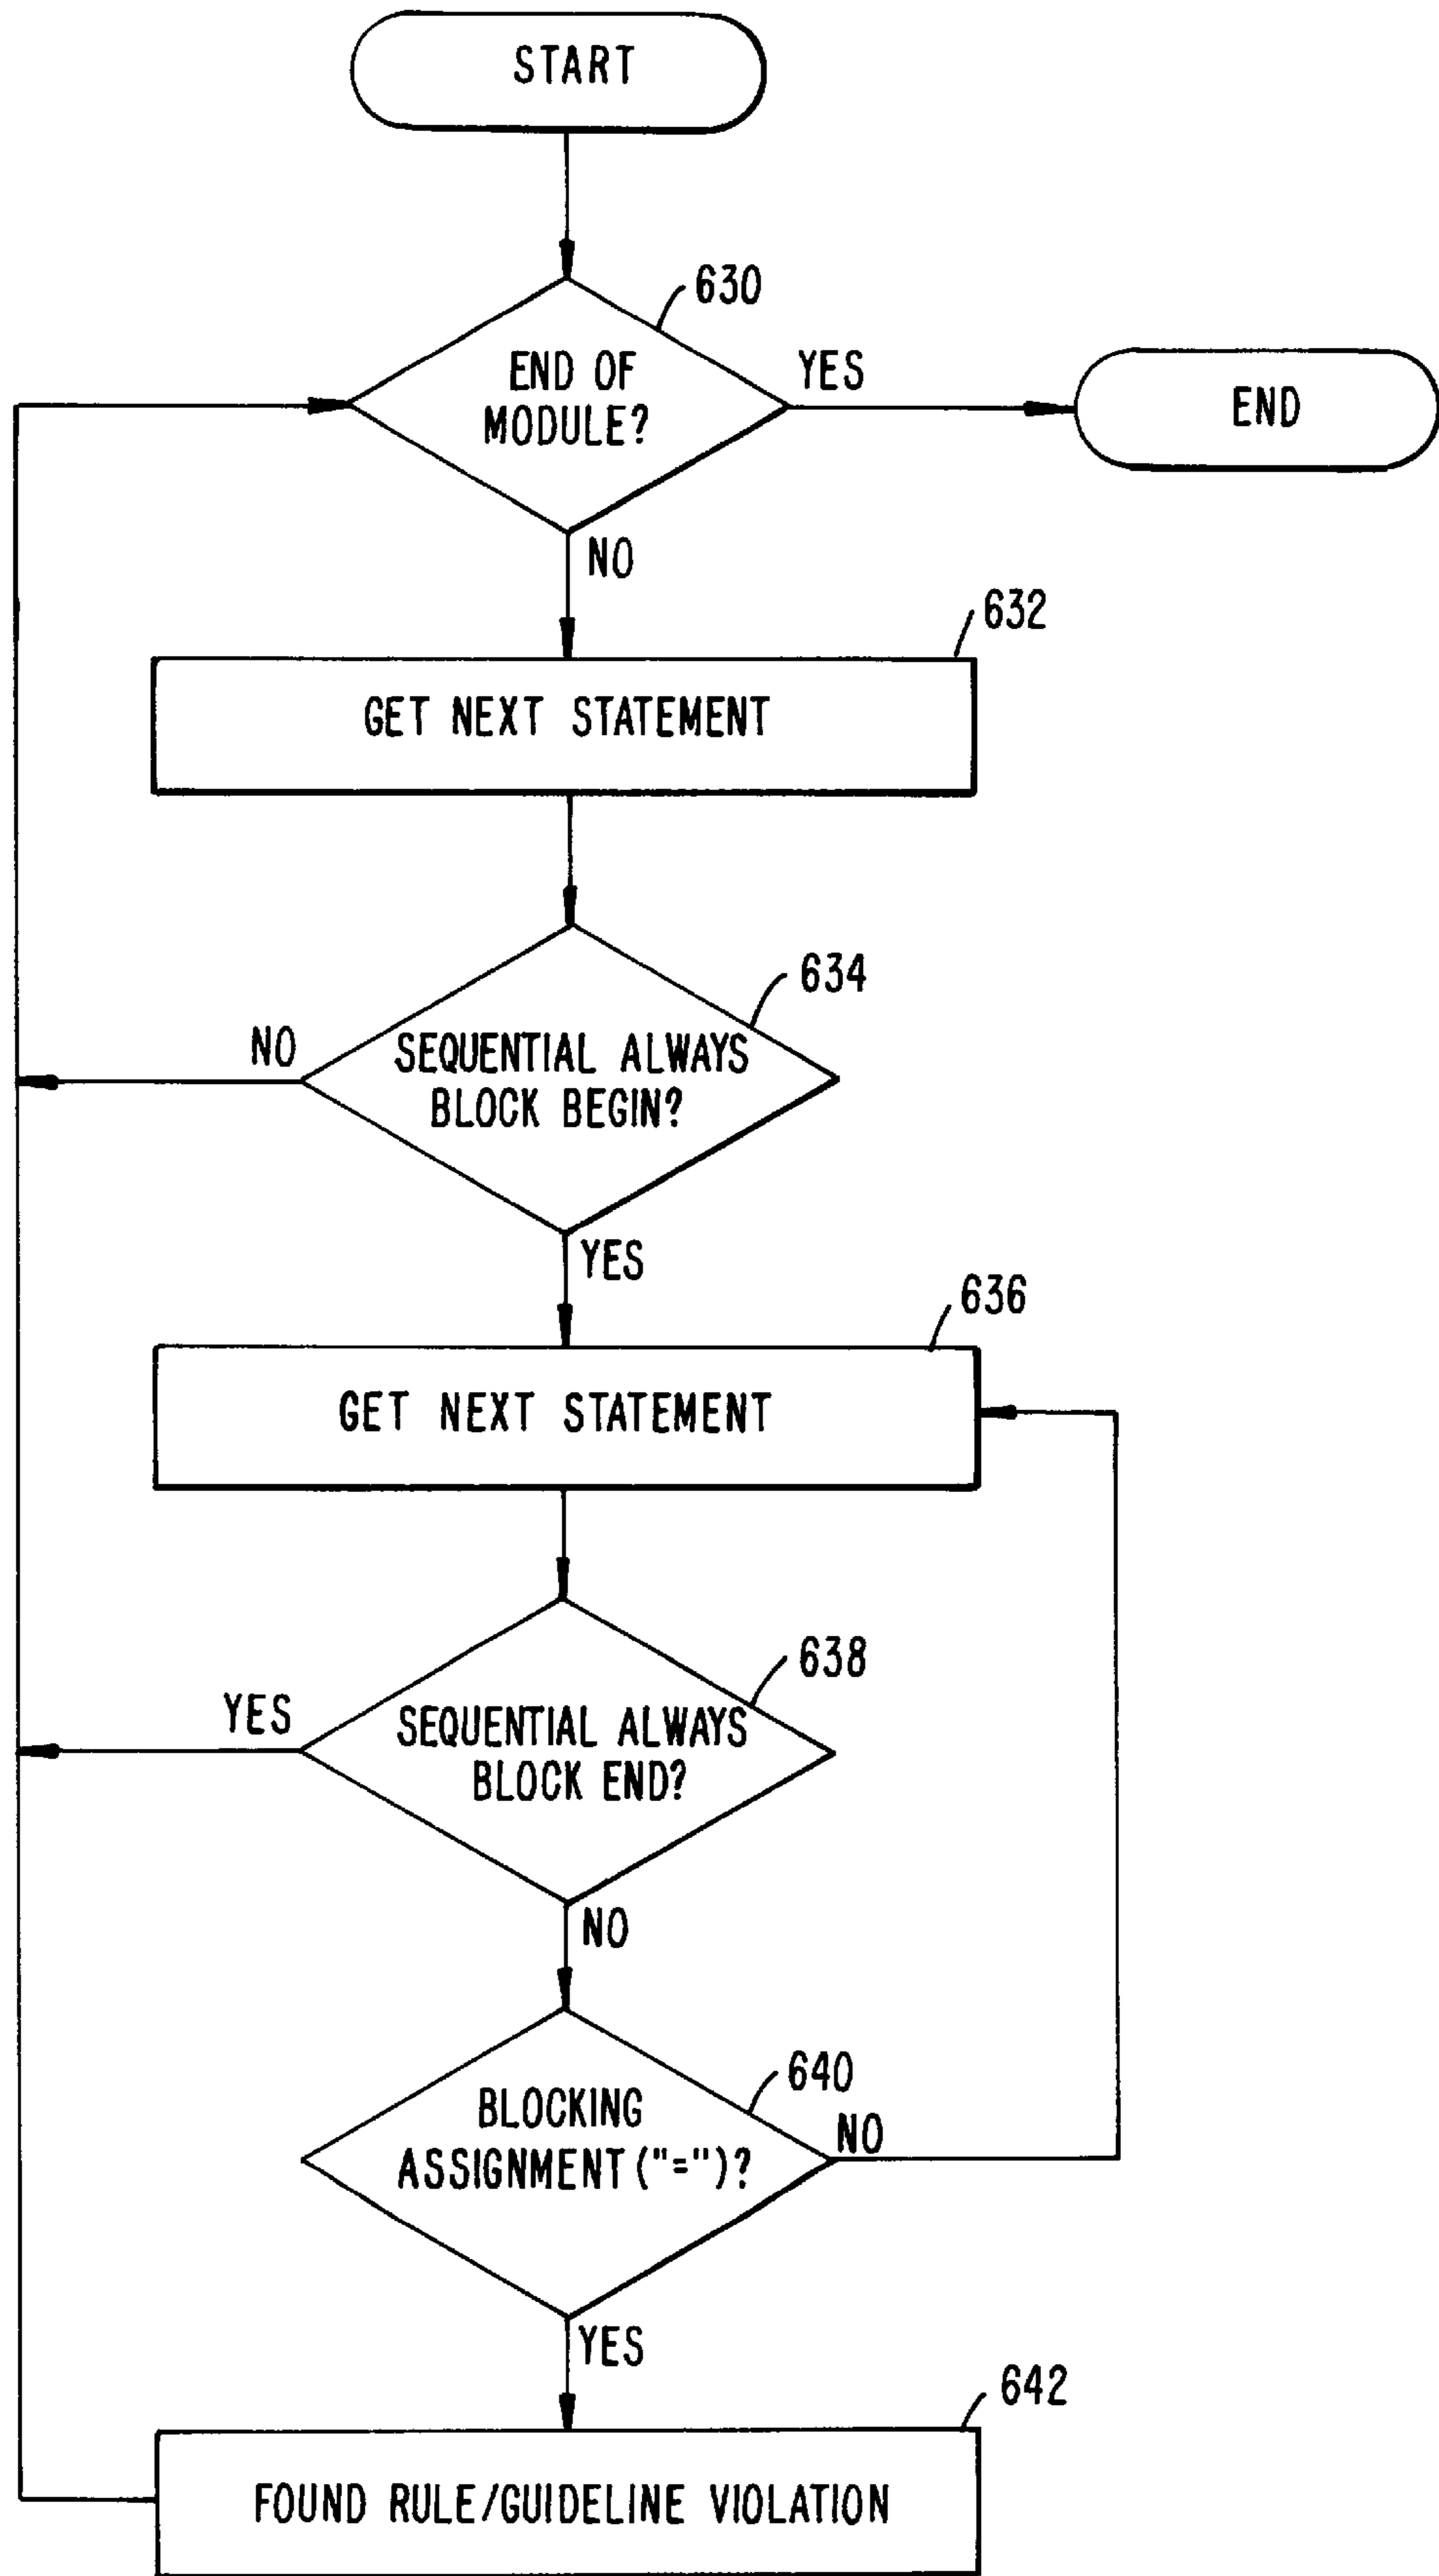 START
630
END OF
MODULE?
YES
END
NO
632
GET NEXT STATEMENT
634
NO
SEQUENTIAL ALWAYS
BLOCK BEGIN?
YES
636
GET NEXT STATEMENT
638
YES
SEQUENTIAL ALWAYS
BLOCK END?
NO
640
BLOCKING
ASSIGNMENT ("=")?
NO
YES
642
FOUND RULE/GUIDELINE VIOLATION